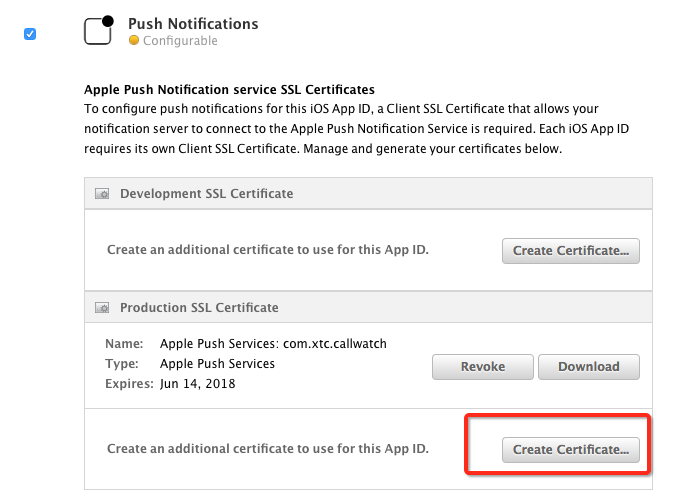 Push Notifications
Configurable
Apple Push Notification service SSL Certificates
To configure push notifications for this iOS App ID, a Client SSL Certificate that allows your
notification server to connect to the Apple Push Notification Service is required. Each iOS App ID
requires its own Client SSL Certificate. Manage and generate your certificates below.
Development SSL Certificate
Create an additional certificate to use for this App ID. Create Certificate...
Production SSL Certificate
Name: Apple Push Services: com.xtc.callwatch
Type: Apple Push Services Revoke Download
Expires: Jun 14, 2018
Create an additional certificate to use for this App ID. Create Certificate...